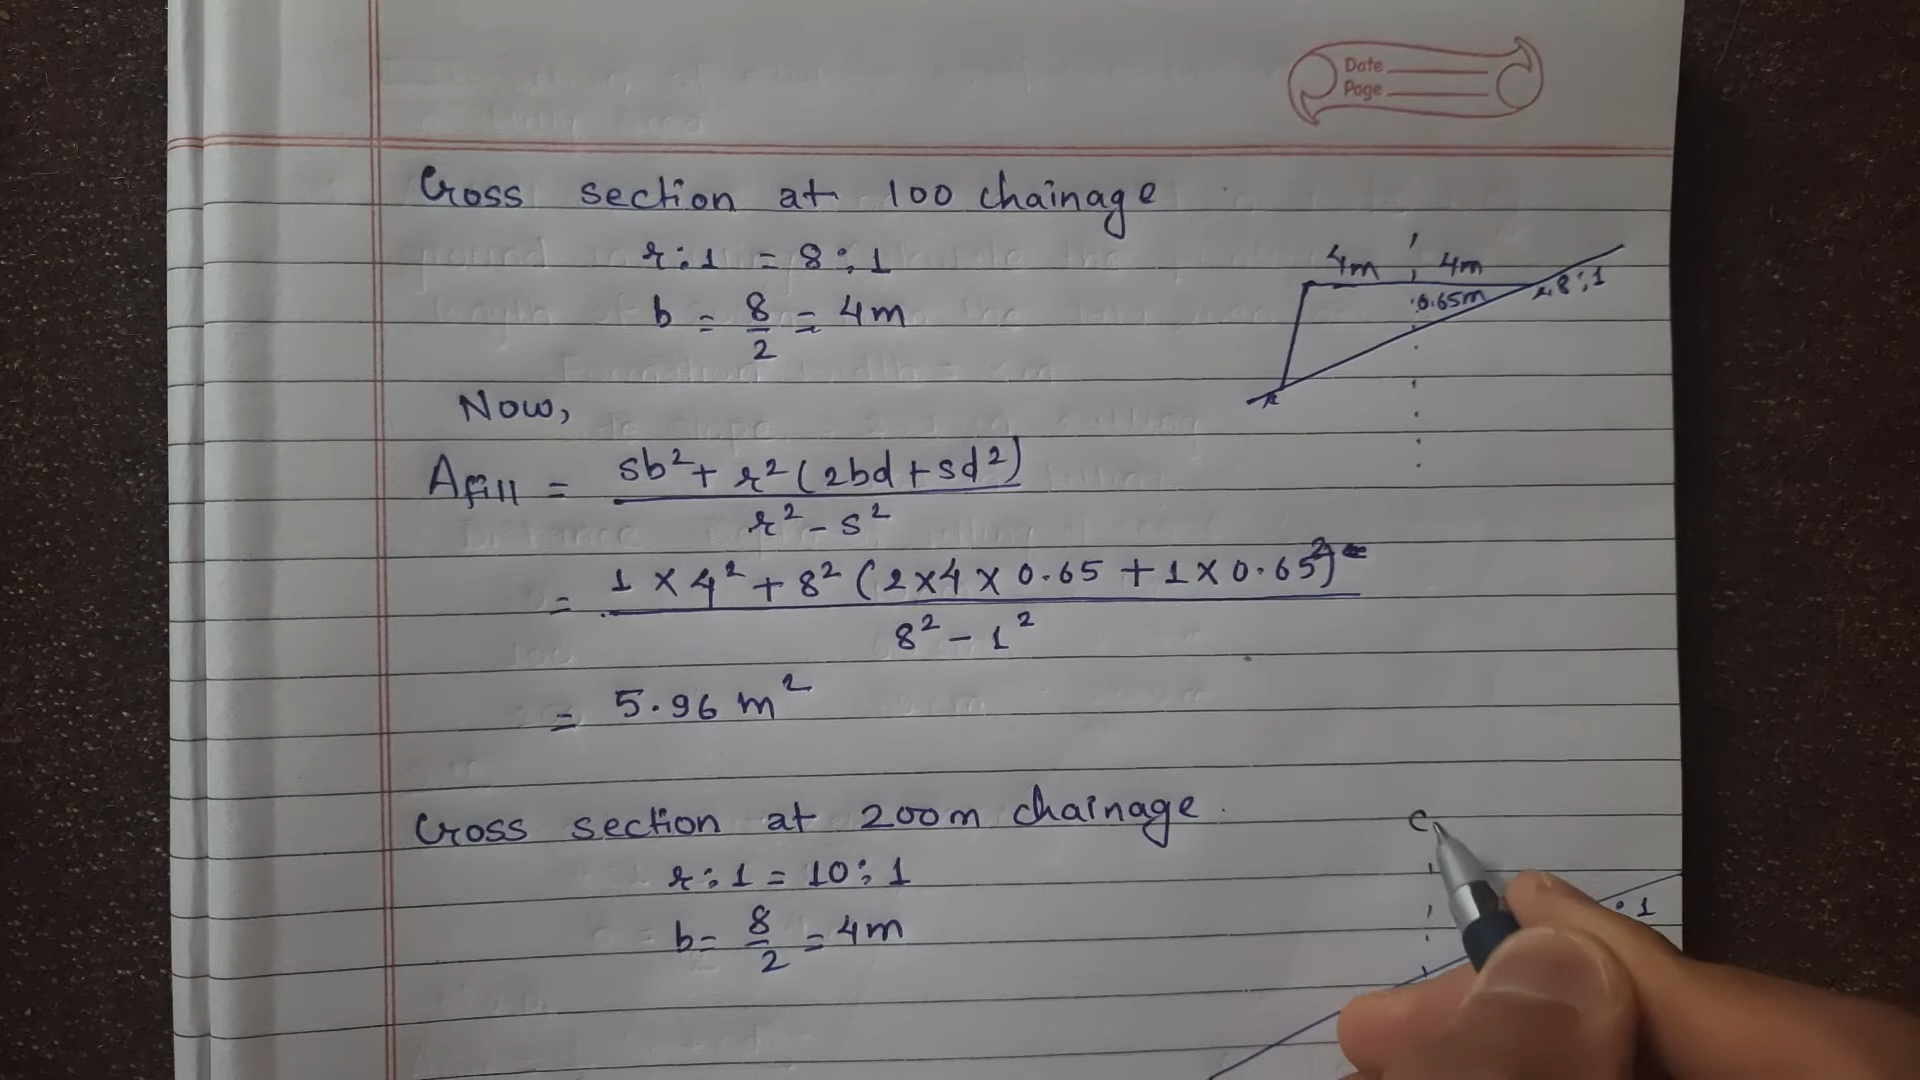 Date
Page
Cross section at 100 chainage
r:1 = 8:1
b = 8/2 = 4m
4m 4m
0.65m 8:1
Now,
Afill = sb²+ r²(2bd+sd²) / r²-s²
= 1 × 4² + 8² (2×4 × 0.65 + 1 × 0.65²) / 8² - 1²
= 5.96 m²
Cross section at 200m chainage.
r:1 = 10:1
b= 8/2 = 4m
:1